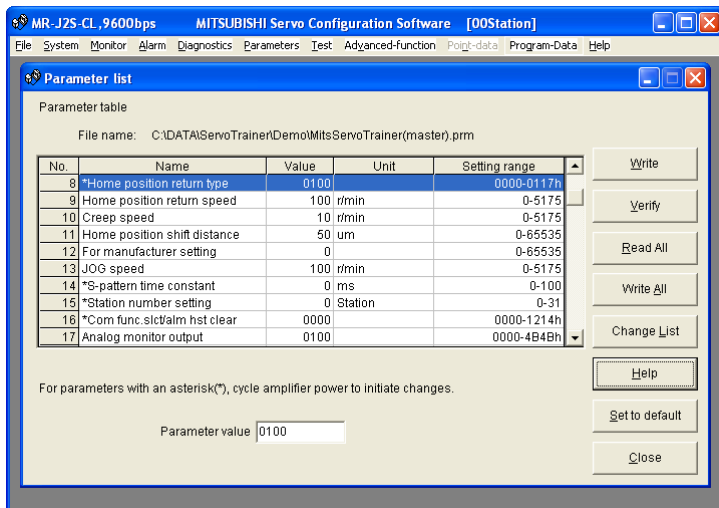 MR-J2S-CL,9600bps MITSUBISHI Servo Configuration Software [00Station]
File System Monitor Alarm Diagnostics Parameters Test Advanced-function Point-data Program-Data Help
Parameter list
Parameter table
File name: C:\DATA\ServoTrainer\Demo\MitsServoTrainer(master).prm
No. Name Value Unit Setting range
8 *Home position return type 0100 0000-0117h
9 Home position return speed 100 r/min 0-5175
10 Creep speed 10 r/min 0-5175
11 Home position shift distance 50 um 0-65535
12 For manufacturer setting 0 0-65535
13 JOG speed 100 r/min 0-5175
14 *S-pattern time constant 0 ms 0-100
15 *Station number setting 0 Station 0-31
16 *Com func.slct/alm hst clear 0000 0000-1214h
17 Analog monitor output 0100 0000-4B4Bh
Write
Verify
Read All
Write All
Change List
Help
Set to default
Close
For parameters with an asterisk(*), cycle amplifier power to initiate changes.
Parameter value 0100